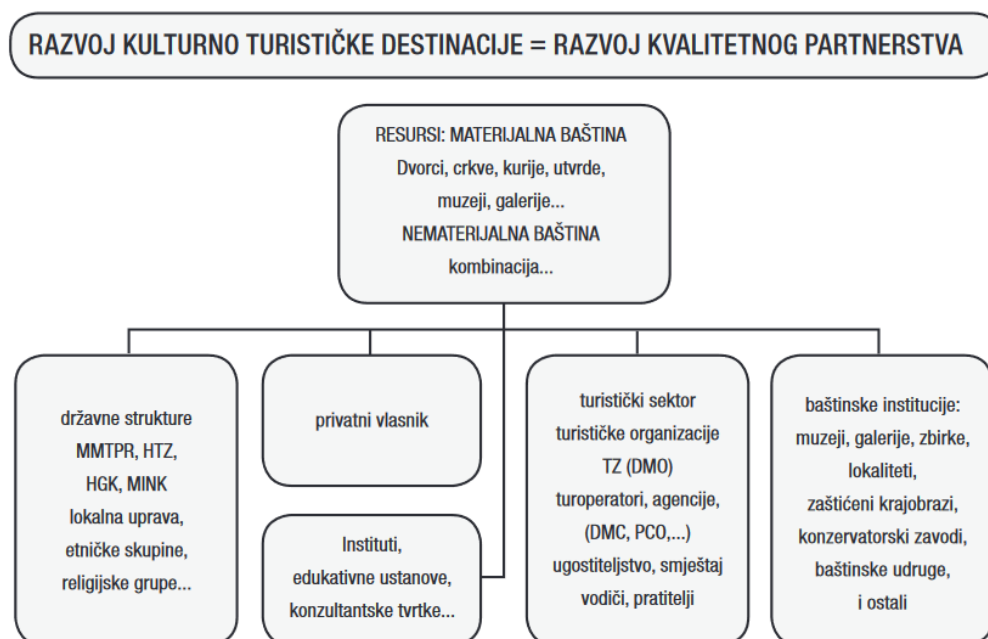 RAZVOJ KULTURNO TURISTIČKE DESTINACIJE = RAZVOJ KVALITETNOG PARTNERSTVA
RESURSI: MATERIJALNA BAŠTINA
Dvorci, crkve, kurije, utvrde,
muzeji, galerije...
NEMATERIJALNA BAŠTINA
kombinacija...
državne strukture
MMTPR, HTZ,
HGK, MINK
lokalna uprava,
etničke skupine,
religijske grupe...
privatni vlasnik
Instituti,
edukativne ustanove,
konzultantske tvrtke...
turistički sektor
turističke organizacije
TZ (DMO)
turoperatori, agencije,
(DMC, PCO,...)
ugostiteljstvo, smještaj
vodiči, pratitelji
baštinske institucije:
muzeji, galerije, zbirke,
lokaliteti,
zaštićeni krajobrazi,
konzervatorski zavodi,
baštinske udruge,
i ostali